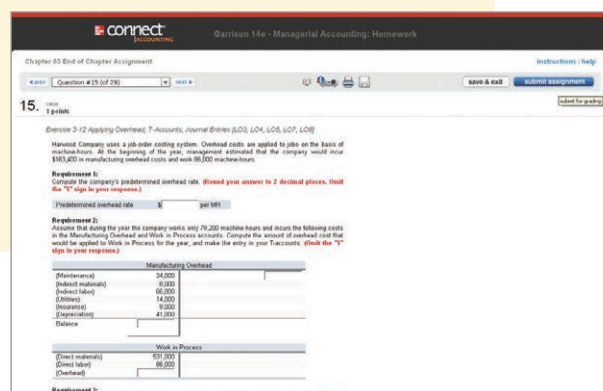 connect
ACCOUNTING
Garrison 14e - Managerial Accounting: Homework
Chapter 03 End of Chapter Assignment
instructions | help
prev
Question #15 (of 29)
next
save & exit
submit assignment
submit for grading
15.
value
1 points
Exercise 3-12 Applying Overhead, T-Accounts, Journal Entries [LO3, LO4, LO5, LO7, LO8]
Harwood Company uses a job-order costing system. Overhead costs are applied to jobs on the basis of
machine-hours. At the beginning of the year, management estimated that the company would incur
in manufacturing overhead costs and work machine-hours.
Requirement 1:
Compute the company's predetermined overhead rate. (Round your answer to 2 decimal places. Omit
the "$" sign in your response.)
Predetermined overhead rate $ per MH
Requirement 2:
Assume that during the year the company works only 79,200 machine-hours and incurs the following costs
in the Manufacturing Overhead and Work in Process accounts. Compute the amount of overhead cost that
would be applied to Work in Process for the year, and make the entry in your T-accounts. (Omit the "$"
sign in your response.)
Manufacturing Overhead
(Maintenance) 34,000
(Indirect materials) 8,000
(Indirect labor) 66,000
(Utilities) 14,000
(Insurance) 9,000
(Depreciation) 41,000
Balance
Work in Process
(Direct materials) 531,000
(Direct labor) 86,000
(Overhead)
Requirement 3: